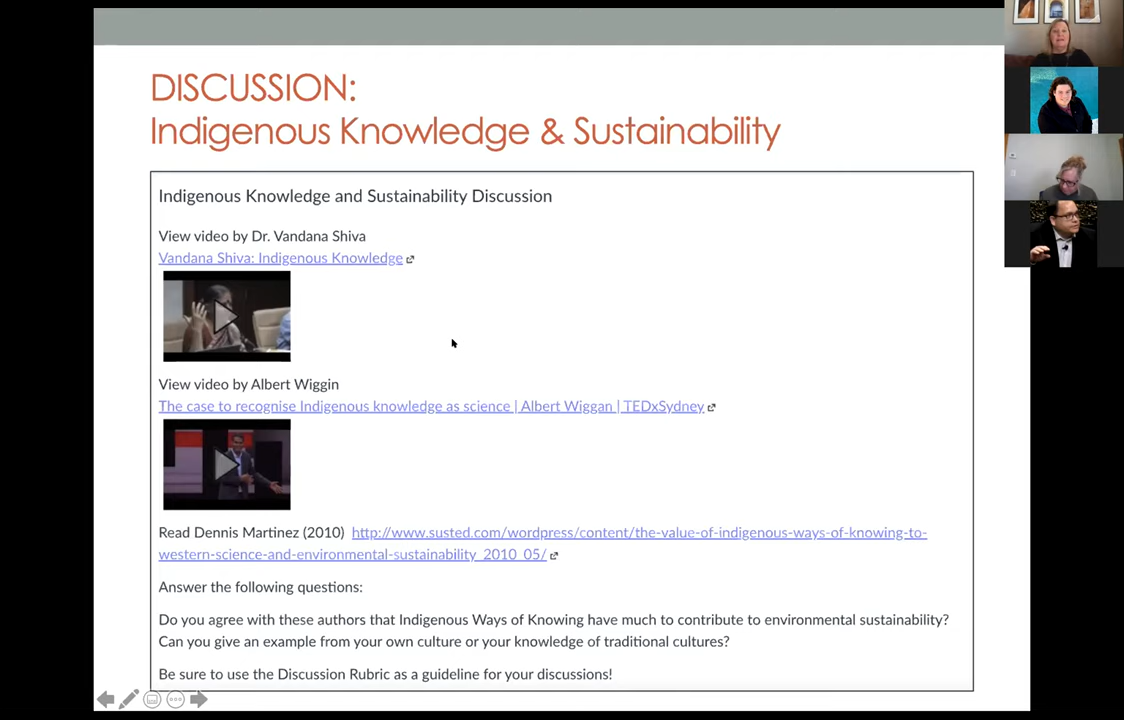 DISCUSSION:
Indigenous Knowledge & Sustainability
Indigenous Knowledge and Sustainability Discussion
View video by Dr. Vandana Shiva
Vandana Shiva: Indigenous Knowledge
View video by Albert Wiggin
The case to recognise Indigenous knowledge as science | Albert Wiggan | TEDxSydney
Read Dennis Martinez (2010) http://www.susted.com/wordpress/content/the-value-of-indigenous-ways-of-knowing-to-
western-science-and-environmental-sustainability_2010_05/
Answer the following questions:
Do you agree with these authors that Indigenous Ways of Knowing have much to contribute to environmental sustainability?
Can you give an example from your own culture or your knowledge of traditional cultures?
Be sure to use the Discussion Rubric as a guideline for your discussions!